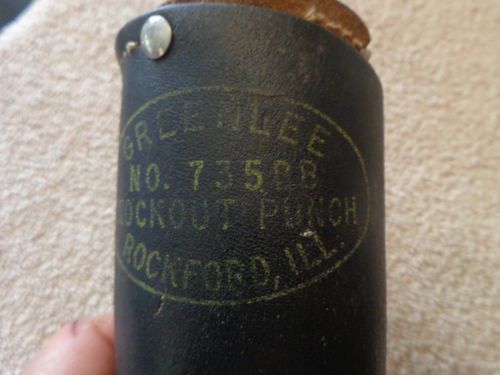 GREENLEE
NO. 735BB
KNOCKOUT PUNCH
ROCKFORD, ILL.